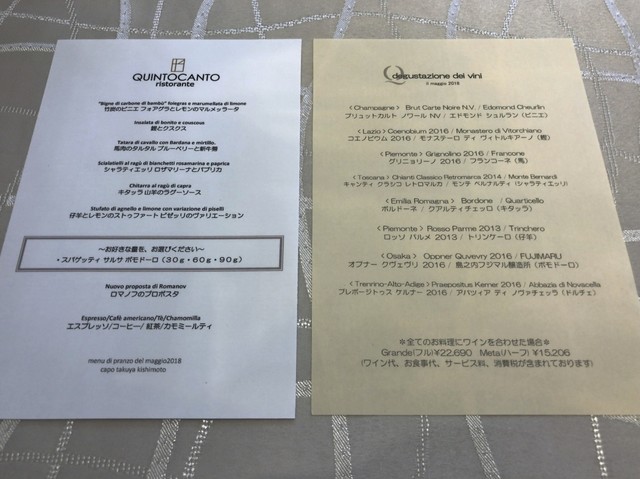 QUINTOCANTO
ristorante
"Bigne di carbone di bambù" foiegras e marumellata di limone
竹炭のビニエ フォアグラとレモンのマルメッラータ
Insalata di bonito e couscous
鰹とクスクス
Tatara di cavallo con Bardana e mirtillo.
馬肉のタルタル ブルーベリーと新牛蒡
Scialatielli al ragù di bianchetti rosamarina e paprica
シャラティエッリ ロザマリーナとパプリカ
Chitarra al ragù di capra
キタッラ 山羊のラグーソース
Stufato di agnello e limone con variazione di piselli
仔羊とレモンのストゥファート ピゼッリのヴァリエーション
～お好きな量を、お選びください～
・スパゲッティ サルサ ポモドーロ（30g・60g・90g）
Nuovo proposta di Romanov
ロマノフのプロポスタ
Espresso/Cafè americano/Tè/Chamomilla
エスプレッソ/コーヒー/ 紅茶/カモミールティ
menu di pranzo del maggio2018
capo takuya kishimoto
Qdegustazione dei vini
il maggio 2018
< Champagne > Brut Carte Noire N.V. / Edomond Cheurlin
ブリュットカルト ノワール NV / エドモンド シュルラン（ビニエ）
< Lazio > Coenobium 2016 / Monastero di Vitorchiano
コエノビウム 2016 / モナステーロ ディ ヴィトルキアーノ（鰹）
< Piemonte > Grignolino 2016 / Francone
グリニョリーノ 2016 / フランコーネ（馬）
< Toscana > Chianti Classico Retromarcia 2014 / Monte Bernardi
キャンティ クラシコ レトロマルカ / モンテ ベルナルディ（シャラティエッリ）
< Emilia Romagna > Bordone / Quarticello
ボルドーネ / クアルティチェッロ（キタッラ）
< Piemonte > Rosso Parme 2013 / Trinchero
ロッソ パルメ 2013 / トリンケーロ（仔羊）
< Osaka > Oppner Quvevry 2016 / FUJIMARU
オフナー クヴェヴリ 2016 / 島之内フジマル醸造所（ポモドーロ）
< Trentino-Alto-Adige > Praepositus Kerner 2016 / Abbazia di Novacella
プレポージトゥス ケルナー 2016 / アバツィア ディ ノヴァチェッラ（ドルチェ）
＊全てのお料理にワインを合わせた場合＊
Grande(フル)¥22,690 Meta(ハーフ) ¥15,206
(ワイン代、お食事代、サービス料、消費税が含まれております)